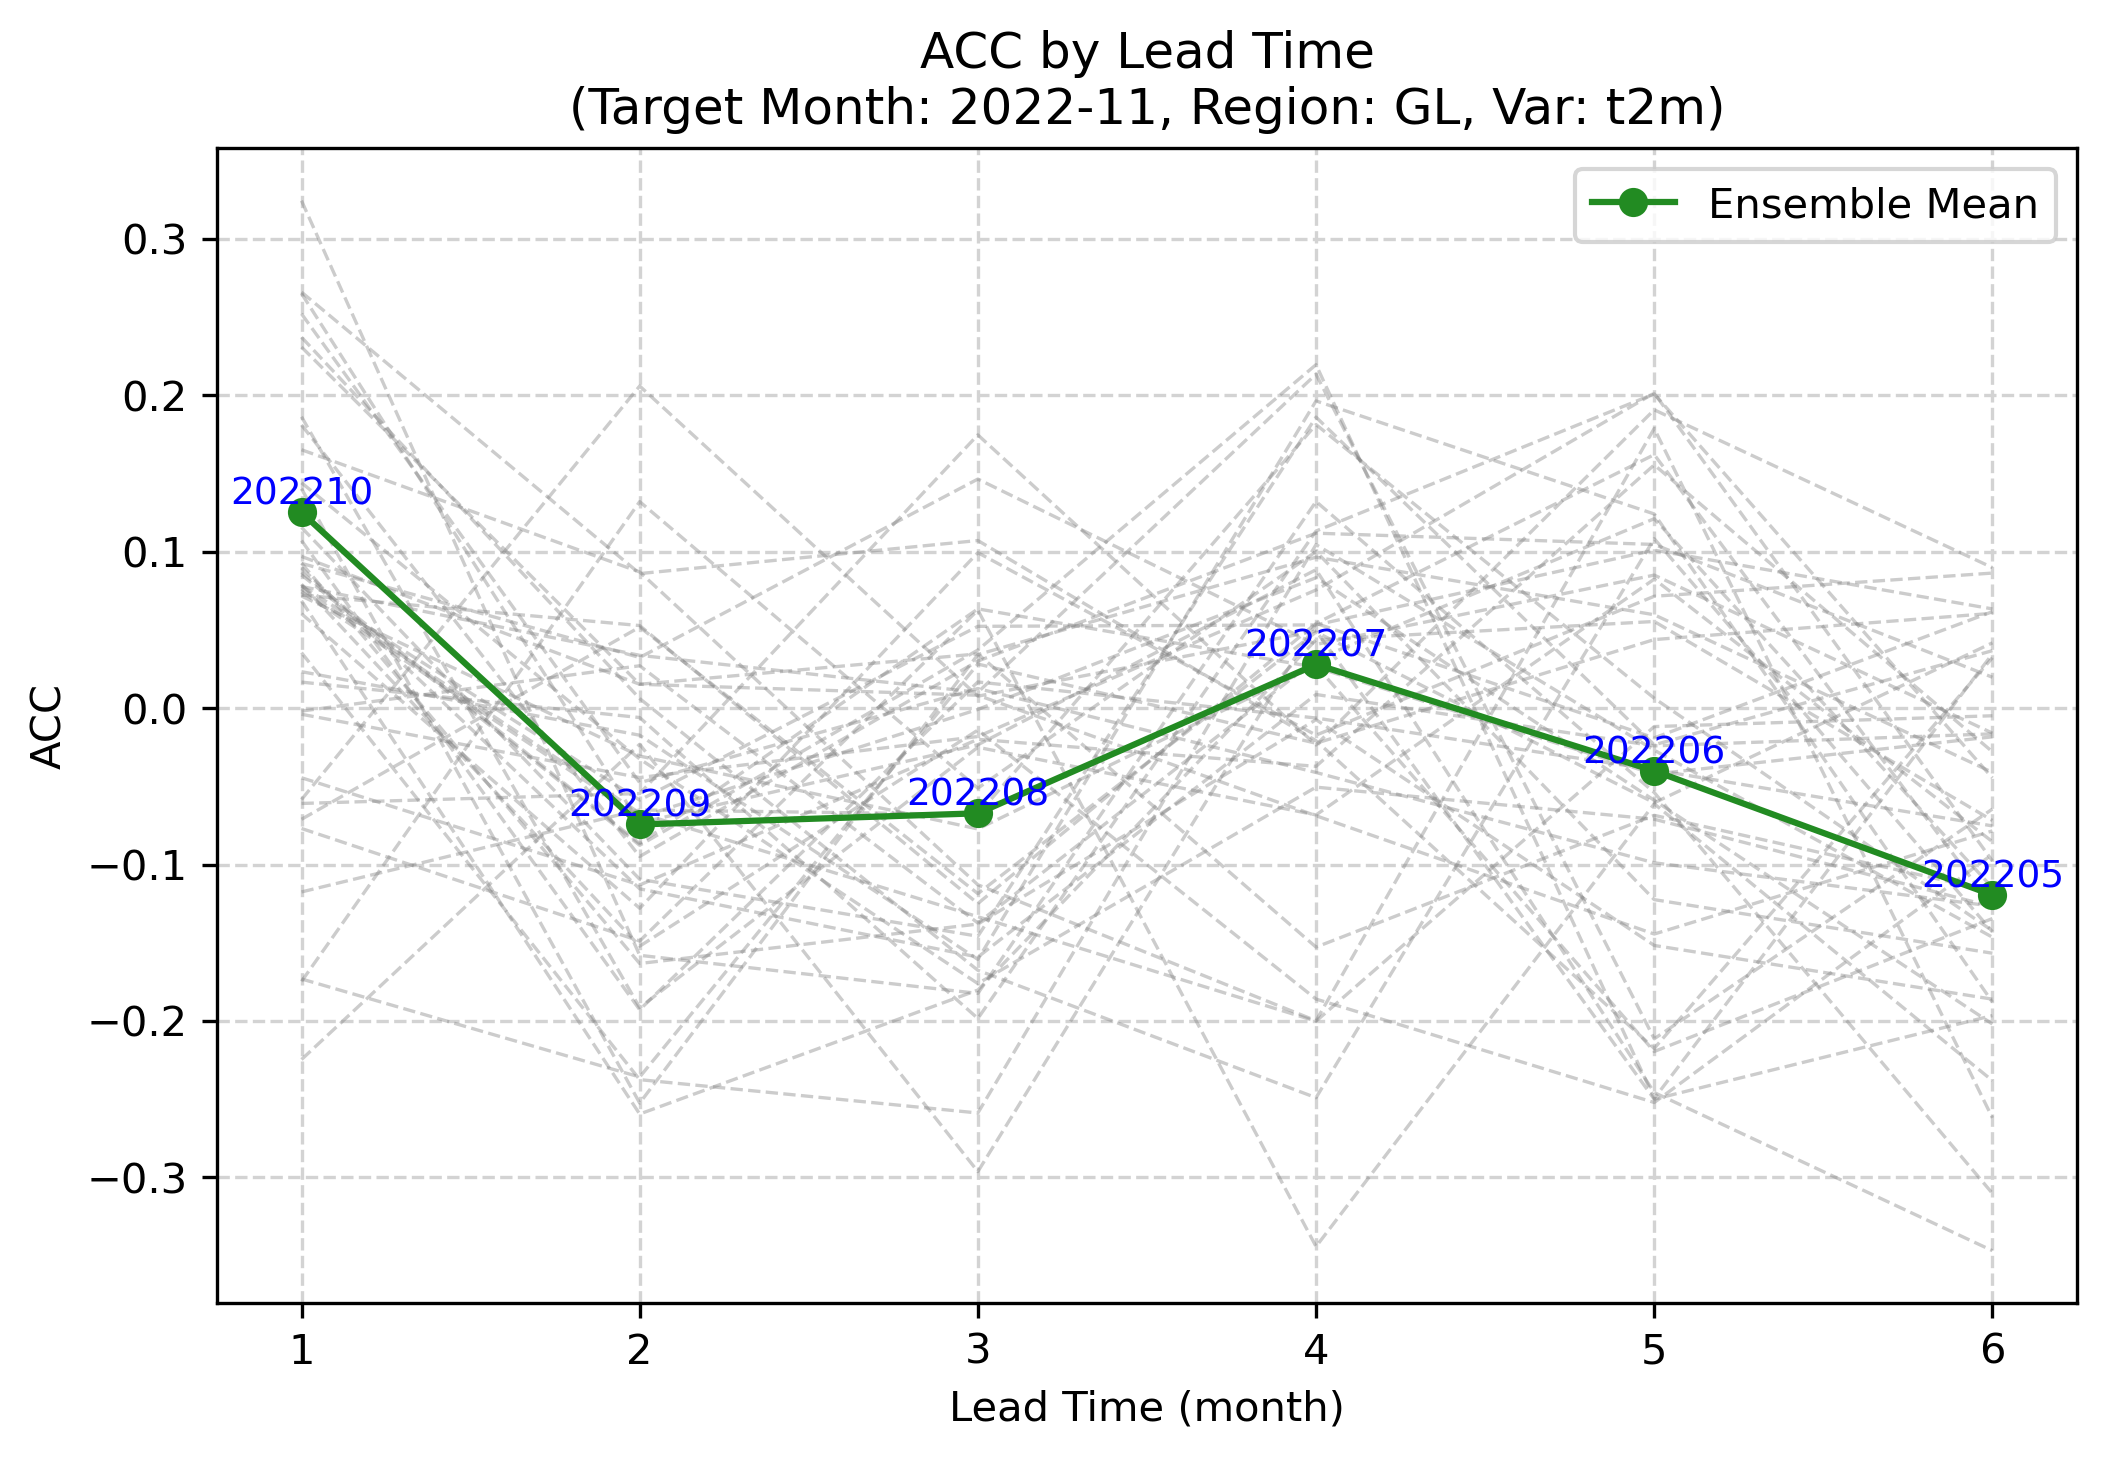 ACC by Lead Time
(Target Month: 2022-11, Region: GL, Var: t2m)
Ensemble Mean
0.3
0.2
0.1
0.0
−0.1
−0.2
−0.3
ACC
202210
202209
202208
202207
202206
202205
1 2 3 4 5 6
Lead Time (month)